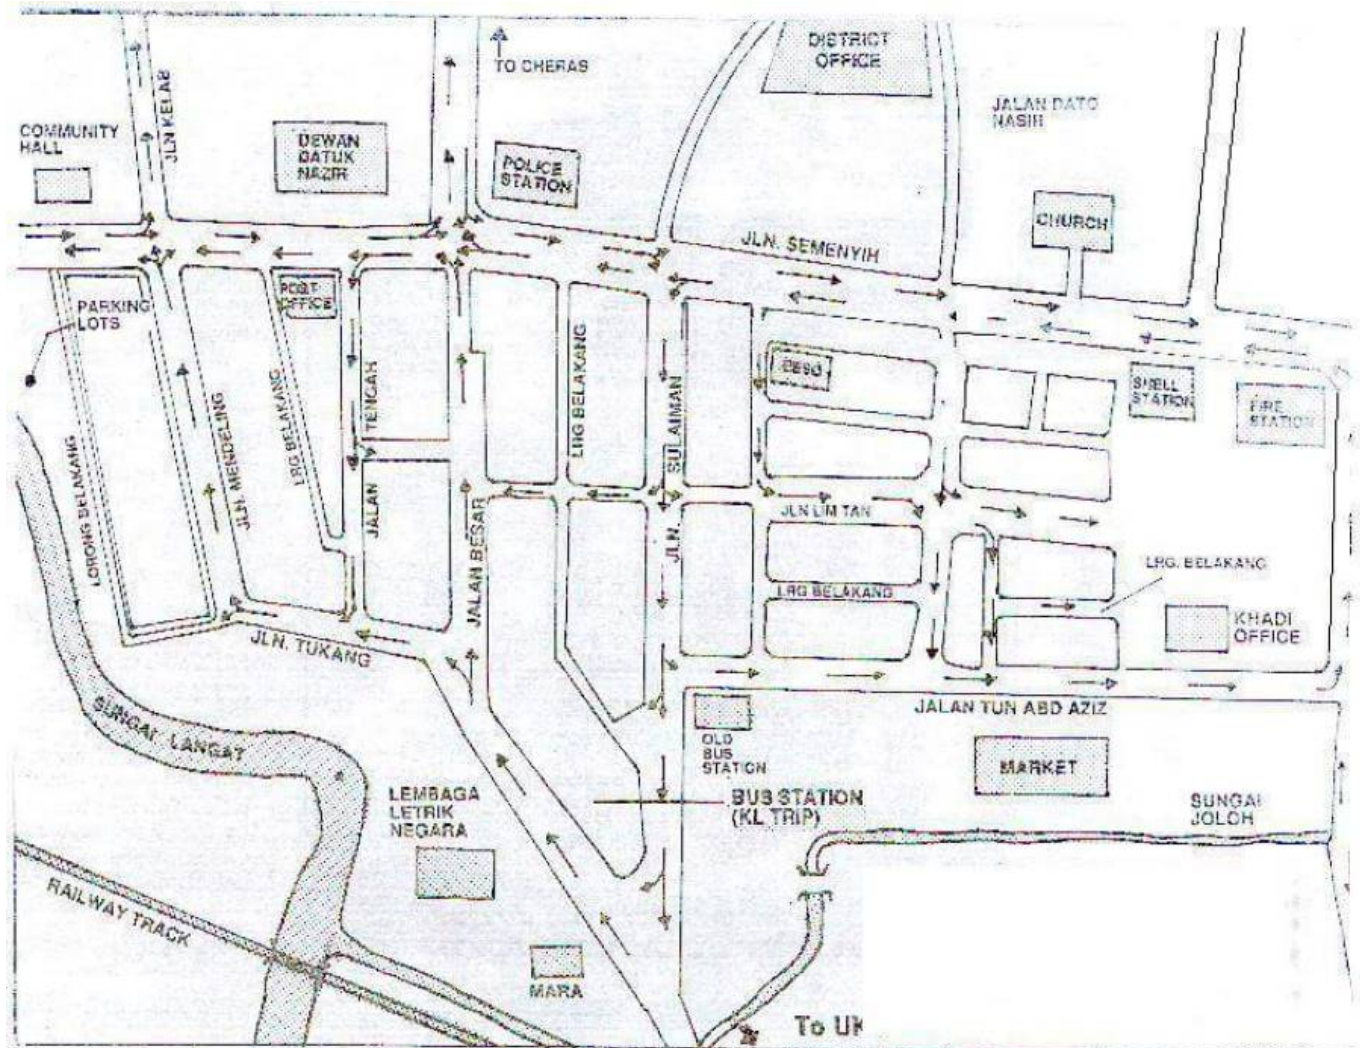 TO CHERAS
DISTRICT
OFFICE
JALAN DATO
NASIR
JLN KELAB
COMMUNITY
HALL
DEWAN
DATUK
NAZIR
POLICE
STATION
CHURCH
JLN. SEMENYIH
POST
OFFICE
PARKING
LOTS
SHELL
STATION
FIRE
STATION
LORONG BELAKANG
JLN. MENDELING
LRG BELAKANG
JALAN
TENGAH
JALAN BESAR
LRG BELAKANG
JLN.
SULAIMAN
JLN LIM TAN
LRG BELAKANG
LRG. BELAKANG
KHADI
OFFICE
JLN. TUKANG
JALAN TUN ABD AZIZ
SUNGAI LANGAT
OLD
BUS
STATION
MARKET
BUS STATION
(KL TRIP)
SUNGAI
JOLOH
LEMBAGA
LETRIK
NEGARA
RAILWAY TRACK
MARA